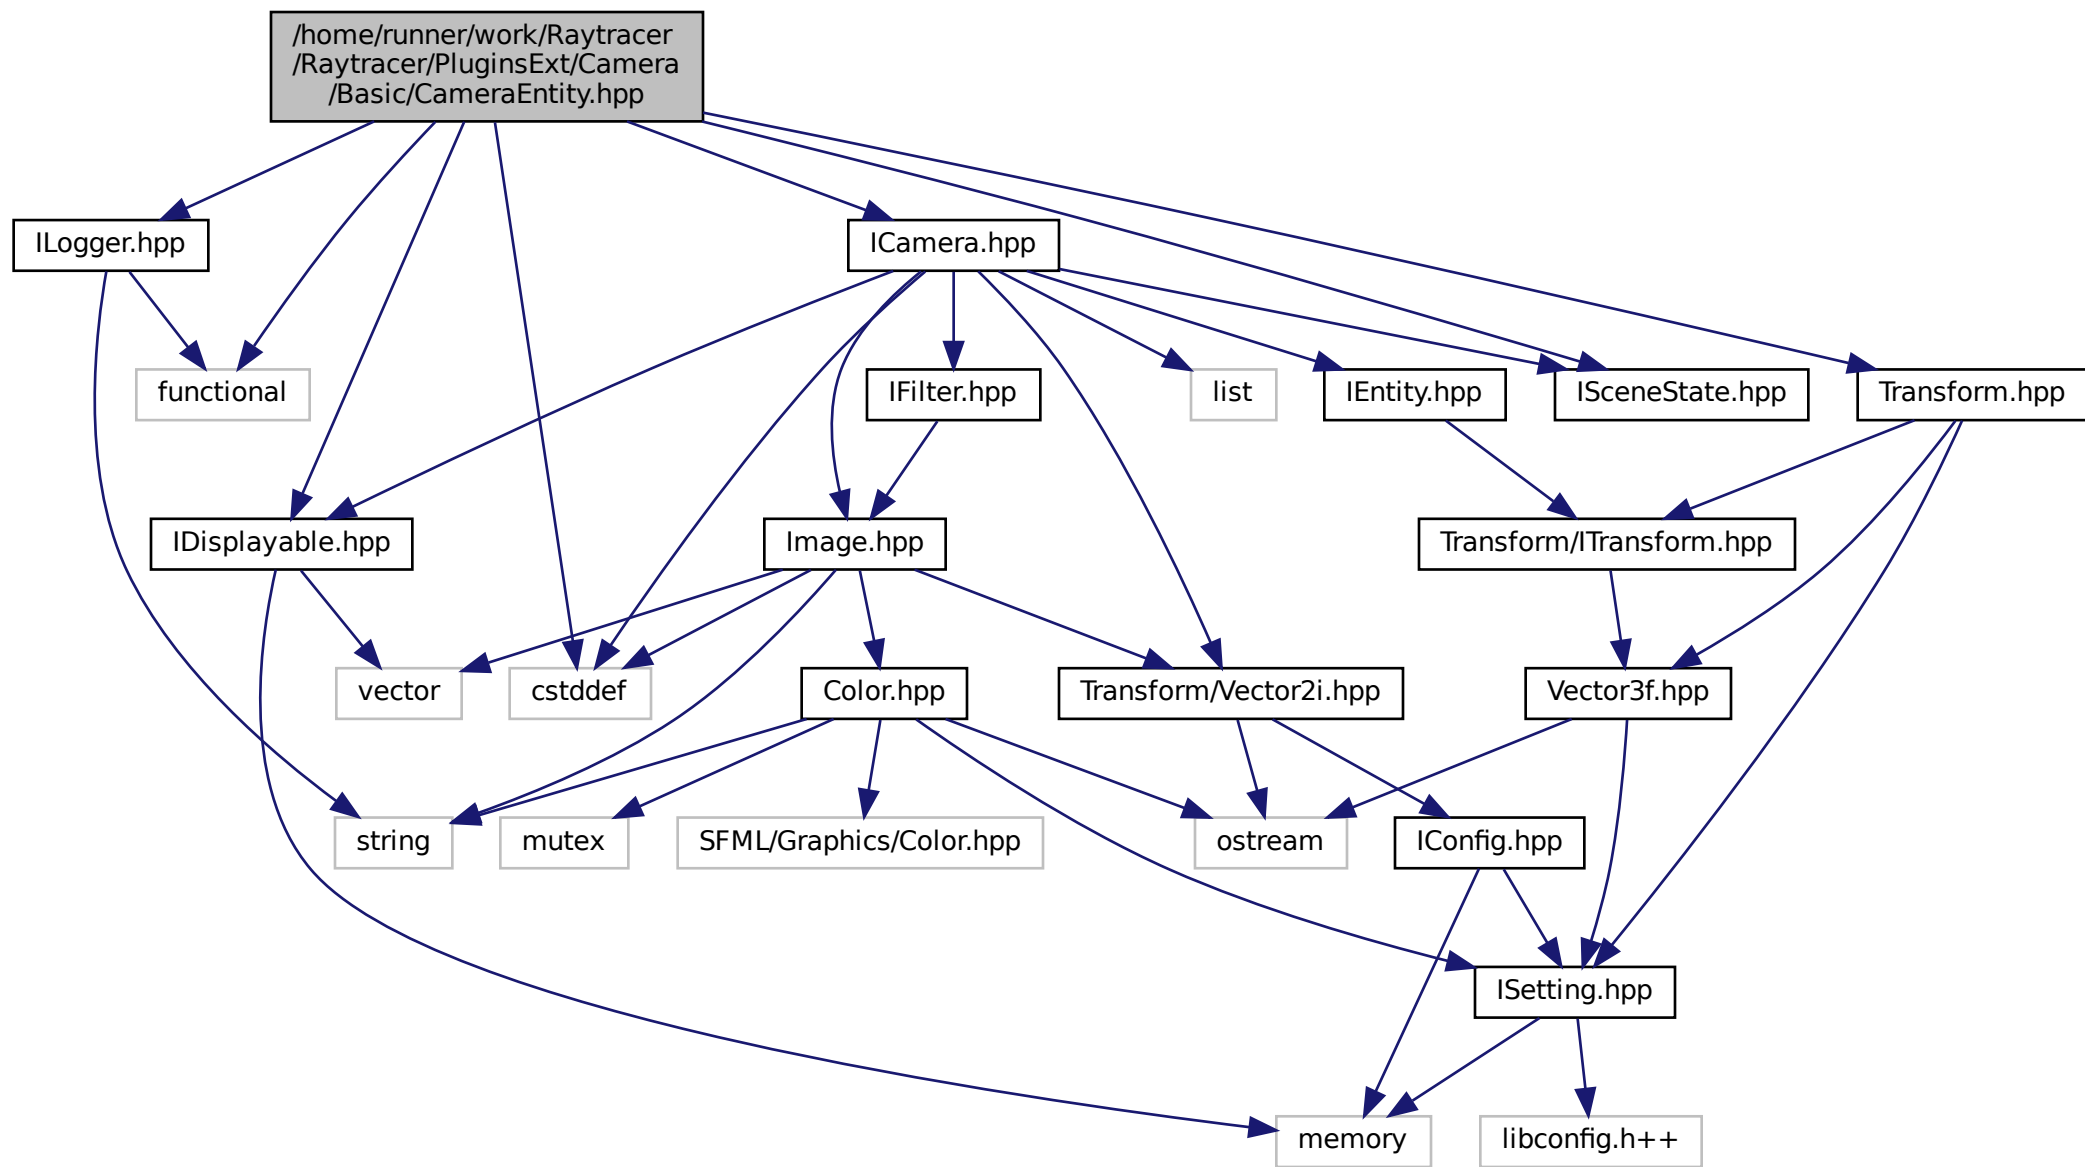 /home/runner/work/Raytracer
/Raytracer/PluginsExt/Camera
/Basic/CameraEntity.hpp
ILogger.hpp
ICamera.hpp
functional
IFilter.hpp
list
IEntity.hpp
ISceneState.hpp
Transform.hpp
IDisplayable.hpp
Image.hpp
Transform/ITransform.hpp
vector
cstddef
Color.hpp
Transform/Vector2i.hpp
Vector3f.hpp
string
mutex
SFML/Graphics/Color.hpp
ostream
IConfig.hpp
ISetting.hpp
memory
libconfig.h++